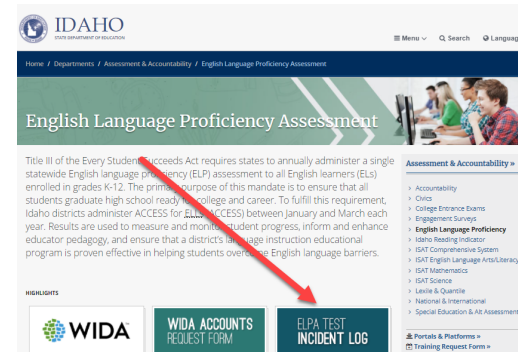 IDAHO
STATE DEPARTMENT OF EDUCATION
Menu Search Languag
Home / Departments / Assessment & Accountability / English Language Proficiency Assessment
English Language Proficiency Assessment
Title III of the Every Student Succeeds Act requires states to annually administer a single
statewide English language proficiency (ELP) assessment to all English learners (ELs)
enrolled in grades K-12. The primary purpose of this mandate is to ensure that all
students graduate high school ready for college and career. To fulfill this requirement,
Idaho districts administer ACCESS for ELLs (ACCESS) between January and March each
year. Results are used to measure and monitor student progress, inform and enhance
educator pedagogy, and ensure that a district's language instruction educational
program is proven effective in helping students overcome English language barriers.
HIGHLIGHTS
WIDA
WIDA ACCOUNTS
REQUEST FORM
ELPA TEST
INCIDENT LOG
Assessment & Accountability »
> Accountability
> Civics
> College Entrance Exams
> Engagement Surveys
> English Language Proficiency
> Idaho Reading Indicator
> ISAT Comprehensive System
> ISAT English Language Arts/Literacy
> ISAT Mathematics
> ISAT Science
> Lexile & Quantile
> National & International
> Special Education & Alt Assessment
Portals & Platforms »
Training Request Form »